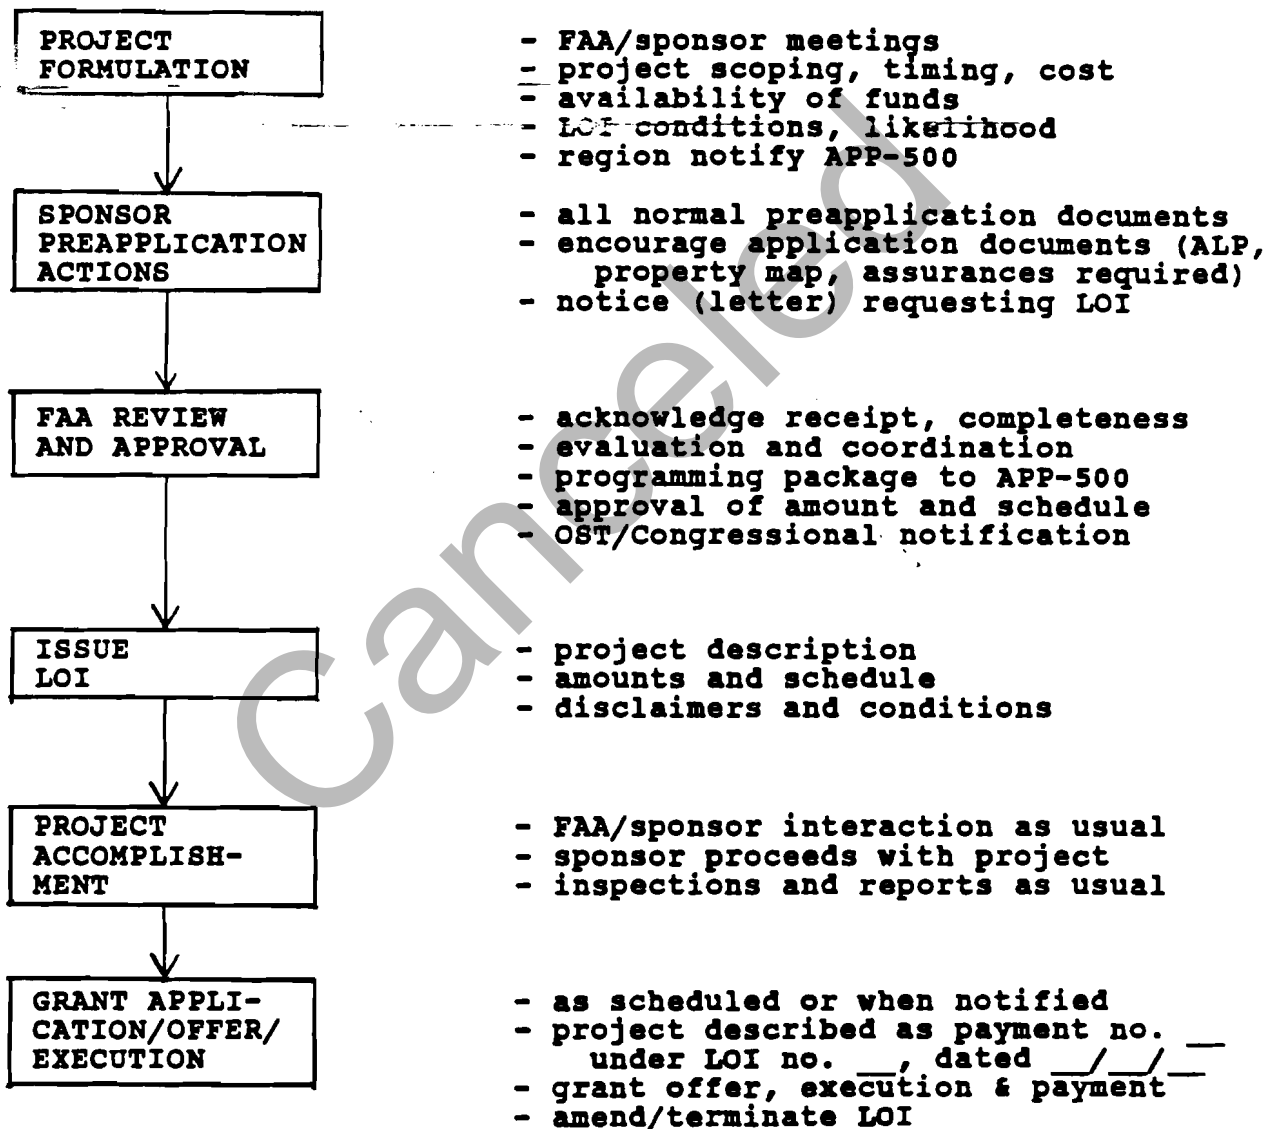 PROJECT
FORMULATION
- FAA/sponsor meetings
- project scoping, timing, cost
- availability of funds
- LOI conditions, likelihood
- region notify APP-500
SPONSOR
PREAPPLICATION
ACTIONS
- all normal preapplication documents
- encourage application documents (ALP,
property map, assurances required)
- notice (letter) requesting LOI
FAA REVIEW
AND APPROVAL
- acknowledge receipt, completeness
- evaluation and coordination
- programming package to APP-500
- approval of amount and schedule
- OST/Congressional notification
ISSUE
LOI
- project description
- amounts and schedule
- disclaimers and conditions
PROJECT
ACCOMPLISH-
MENT
- FAA/sponsor interaction as usual
- sponsor proceeds with project
- inspections and reports as usual
GRANT APPLI-
CATION/OFFER/
EXECUTION
- as scheduled or when notified
- project described as payment no. __
under LOI no. __, dated __/__/__
- grant offer, execution & payment
- amend/terminate LOI
Canceled